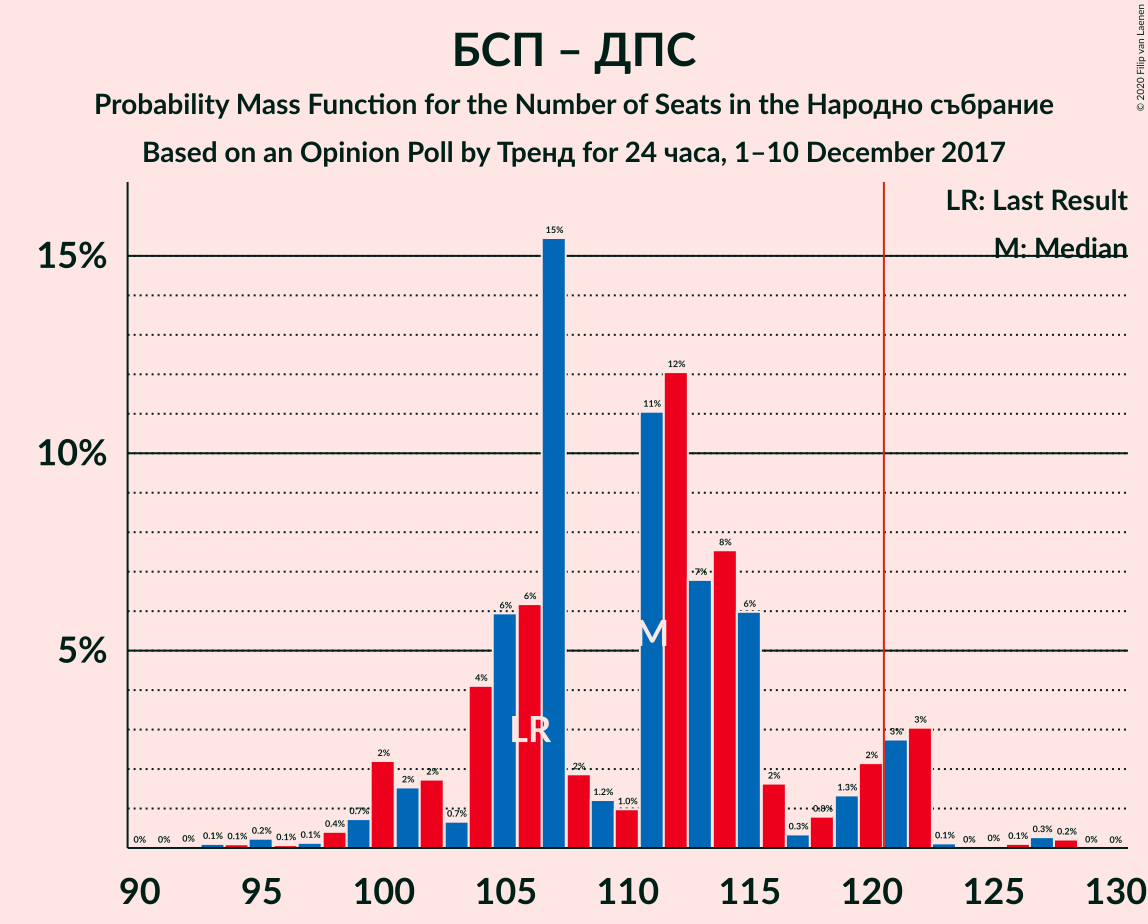 БСП – ДПС
Probability Mass Function for the Number of Seats in the Народно събрание
Based on an Opinion Poll by Тренд for 24 часа, 1–10 December 2017
© 2020 Filip van Laenen
LR: Last Result
M: Median
15%
10%
5%
0% 0% 0% 0.1% 0.1% 0.2% 0.1% 0.1% 0.4% 0.7% 2% 2% 2% 0.7% 4% 6% 6% 15% 2% 1.2% 1.0% 11% 12% 7% 8% 6% 2% 0.3% 0.8% 1.3% 2% 3% 3% 0.1% 0% 0% 0.1% 0.3% 0.2% 0% 0%
LR
M
90 95 100 105 110 115 120 125 130